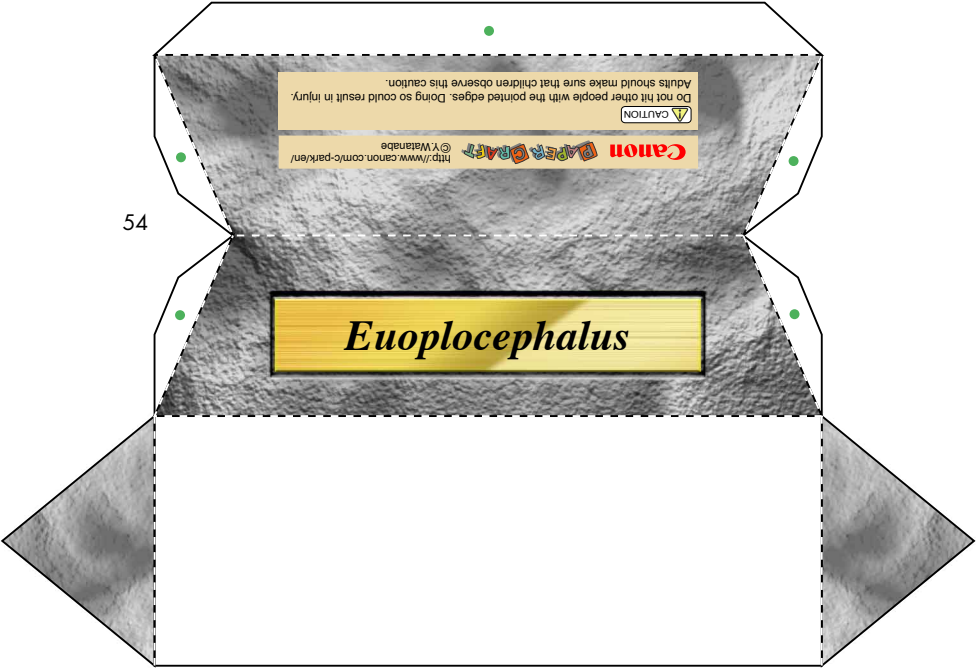 Adults should make sure that children observe this caution.
Do not hit other people with the pointed edges. Doing so could result in injury.
CAUTION
http://www.canon.com/c-park/en/
©Y.Watanabe
PAPER CRAFT
Canon
54
Euoplocephalus